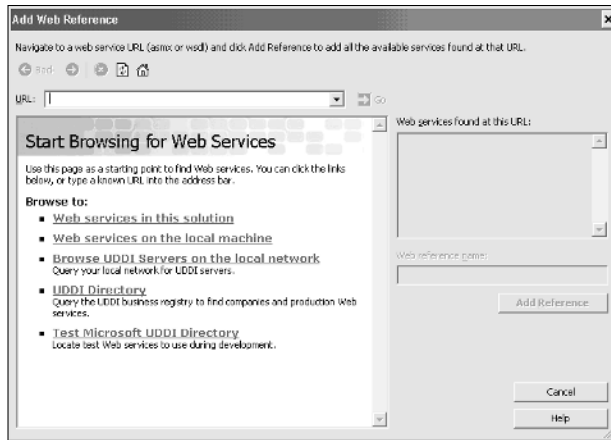 Add Web Reference
Navigate to a web service URL (asmx or wsdl) and click Add Reference to add all the available services found at that URL.
Back
URL:
Go
Start Browsing for Web Services
Use this page as a starting point to find Web services. You can click the links
below, or type a known URL into the address bar.
Browse to:
Web services in this solution
Web services on the local machine
Browse UDDI Servers on the local network
Query your local network for UDDI servers.
UDDI Directory
Query the UDDI business registry to find companies and production Web
services.
Test Microsoft UDDI Directory
Locate test Web services to use during development.
Web services found at this URL:
Web reference name:
Add Reference
Cancel
Help